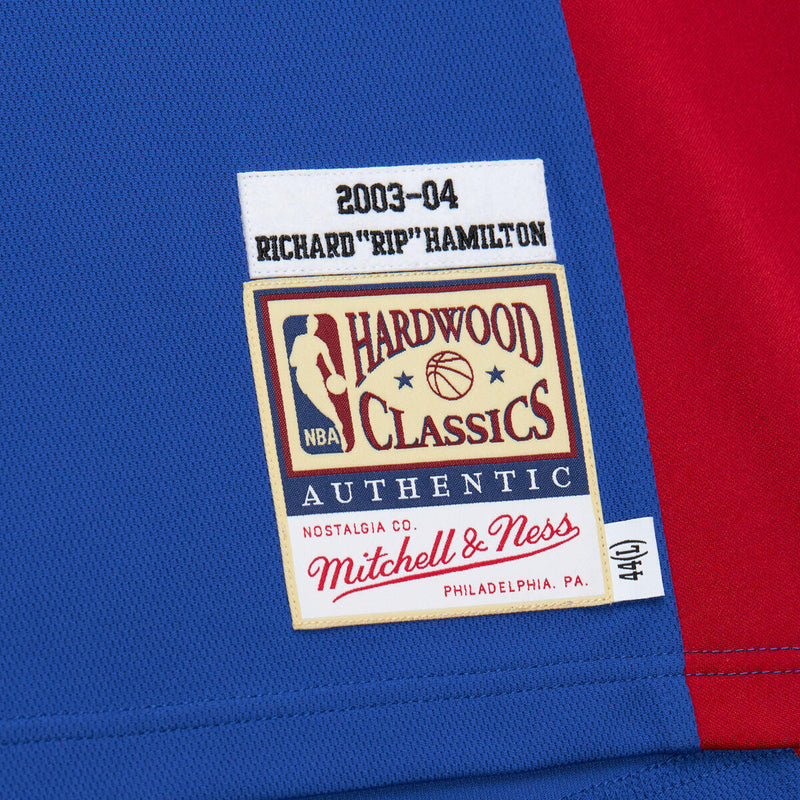 2003-04
RICHARD "RIP" HAMILTON
HARDWOOD
CLASSICS
NBA
AUTHENTIC
NOSTALGIA CO.
Mitchell & Ness
PHILADELPHIA, PA.
44(L)